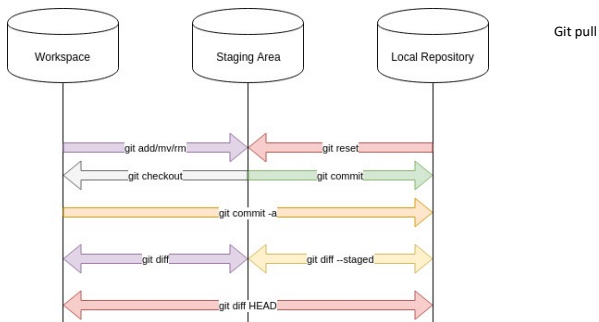 Workspace
Staging Area
Local Repository
Git pull
git add/mv/rm
git reset
git checkout
git commit
git commit -a
git diff
git diff --staged
git diff HEAD